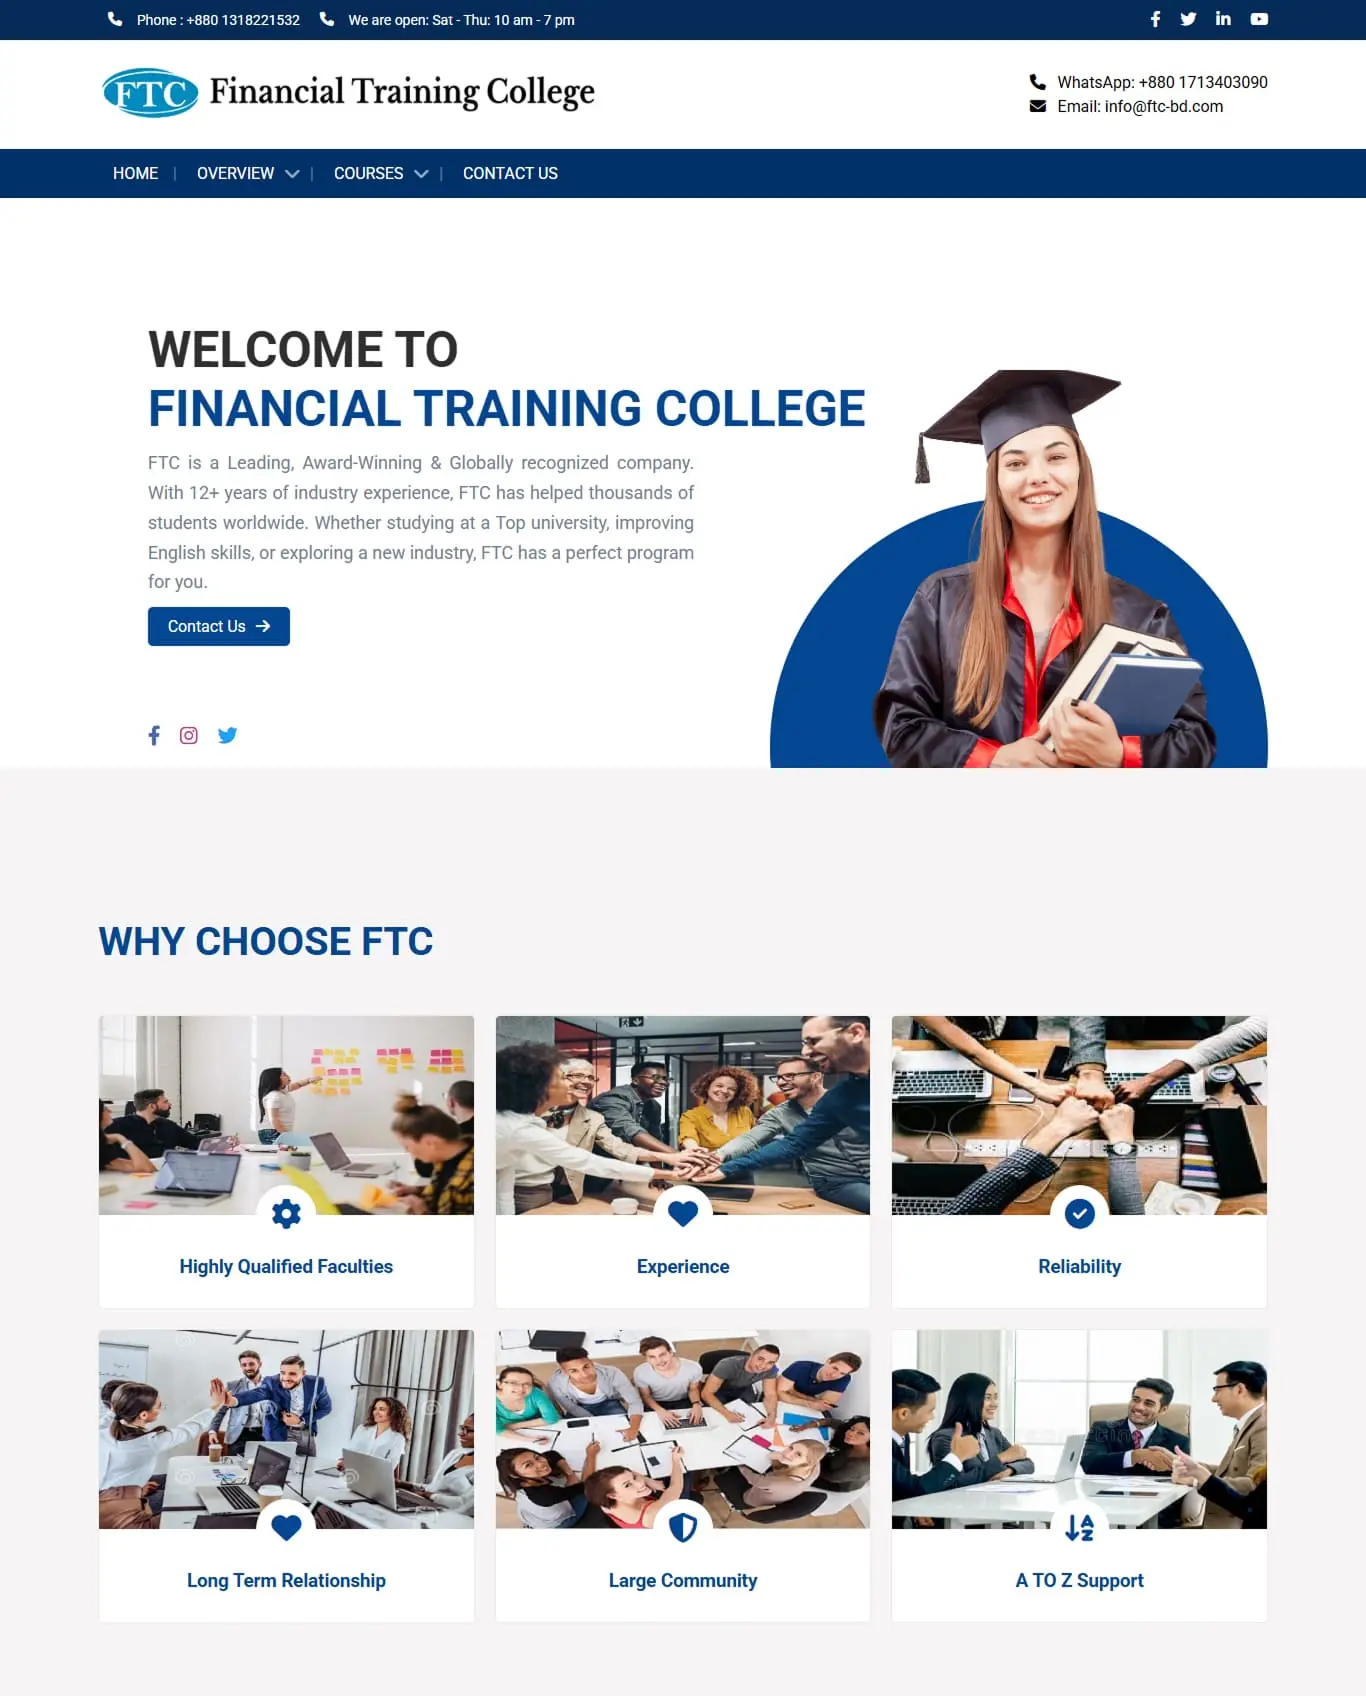 Phone : +880 1318221532 We are open: Sat - Thu: 10 am - 7 pm
FTC Financial Training College
WhatsApp: +880 1713403090
Email: info@ftc-bd.com
HOME | OVERVIEW | COURSES | CONTACT US
WELCOME TO
FINANCIAL TRAINING COLLEGE
FTC is a Leading, Award-Winning & Globally recognized company.
With 12+ years of industry experience, FTC has helped thousands of
students worldwide. Whether studying at a Top university, improving
English skills, or exploring a new industry, FTC has a perfect program
for you.
Contact Us
WHY CHOOSE FTC
Highly Qualified Faculties
Experience
Reliability
Long Term Relationship
Large Community
A TO Z Support